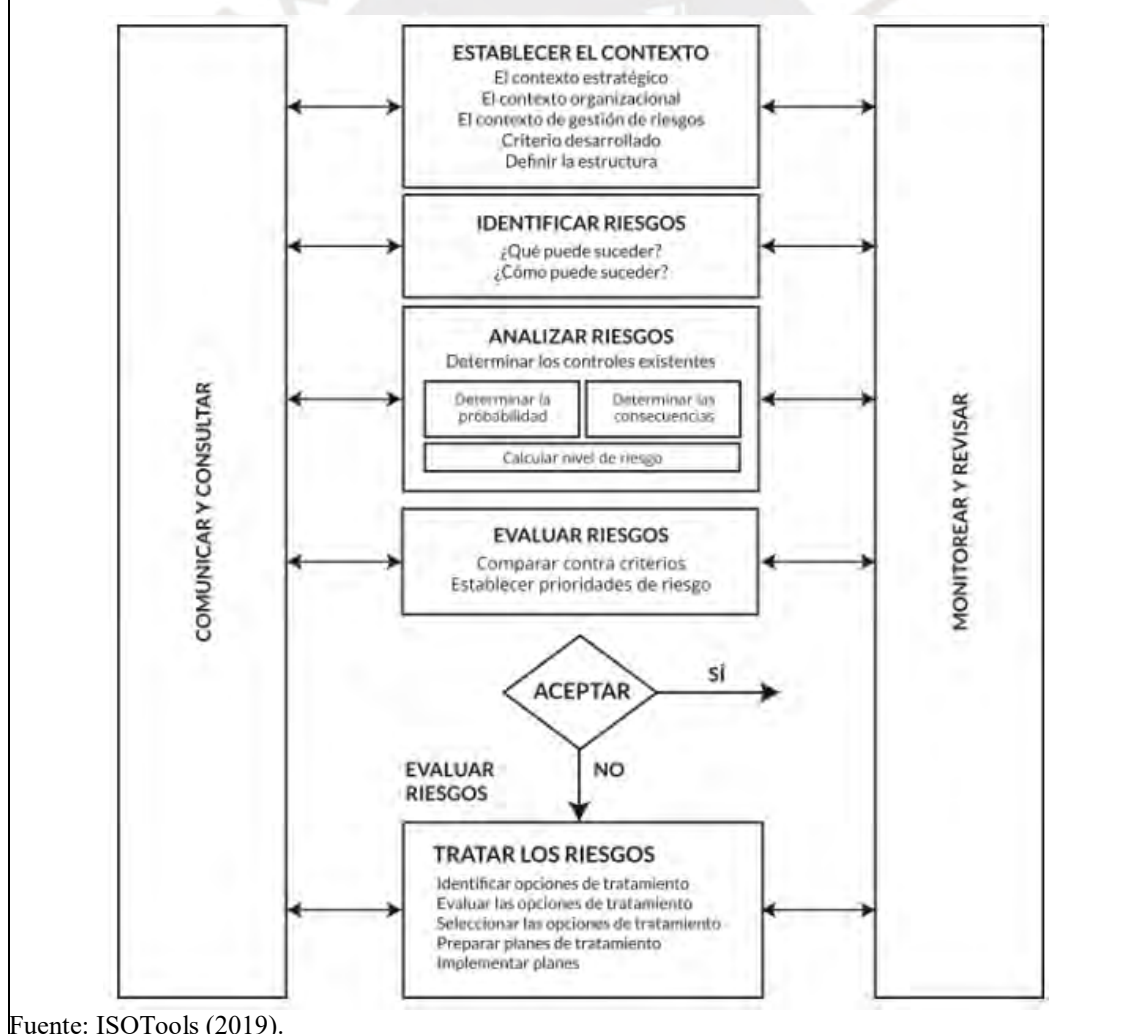 ESTABLECER EL CONTEXTO
El contexto estratégico
El contexto organizacional
El contexto de gestión de riesgos
Criterio desarrollado
Definir la estructura
IDENTIFICAR RIESGOS
¿Qué puede suceder?
¿Cómo puede suceder?
ANALIZAR RIESGOS
Determinar los controles existentes
Determinar la
probabilidad
Determinar las
consecuencias
Calcular nivel de riesgo
COMUNICAR Y CONSULTAR
MONITOREAR Y REVISAR
EVALUAR RIESGOS
Comparar contra criterios
Establecer prioridades de riesgo
ACEPTAR
SÍ
EVALUAR
RIESGOS
NO
TRATAR LOS RIESGOS
Identificar opciones de tratamiento
Evaluar las opciones de tratamiento
Seleccionar las opciones de tratamiento
Preparar planes de tratamiento
Implementar planes
Fuente: ISOTools (2019).